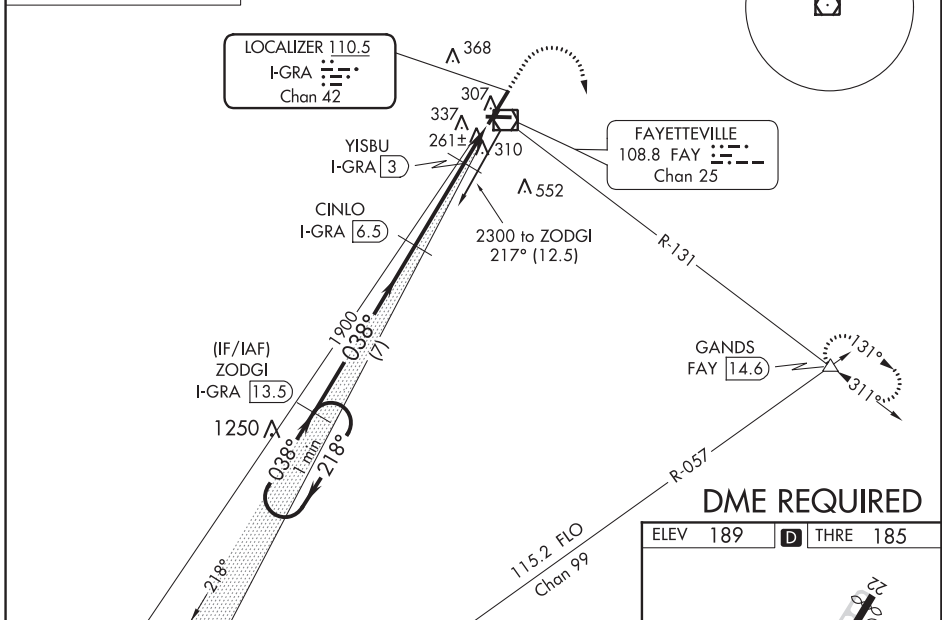 LOCALIZER 110.5
I-GRA
Chan 42
368
307
337
261±
310
552
FAYETTEVILLE
108.8 FAY
Chan 25
YISBU
I-GRA 3
CINLO
I-GRA 6.5
2300 to ZODGI
217° (12.5)
R-131
1900
038°
(7)
(IF/IAF)
ZODGI
I-GRA 13.5
1250
038°
1 min
218°
218°
GANDS
FAY 14.6
131°
311°
R-057
115.2 FLO
Chan 99
DME REQUIRED
ELEV 189 D THRE 185
22